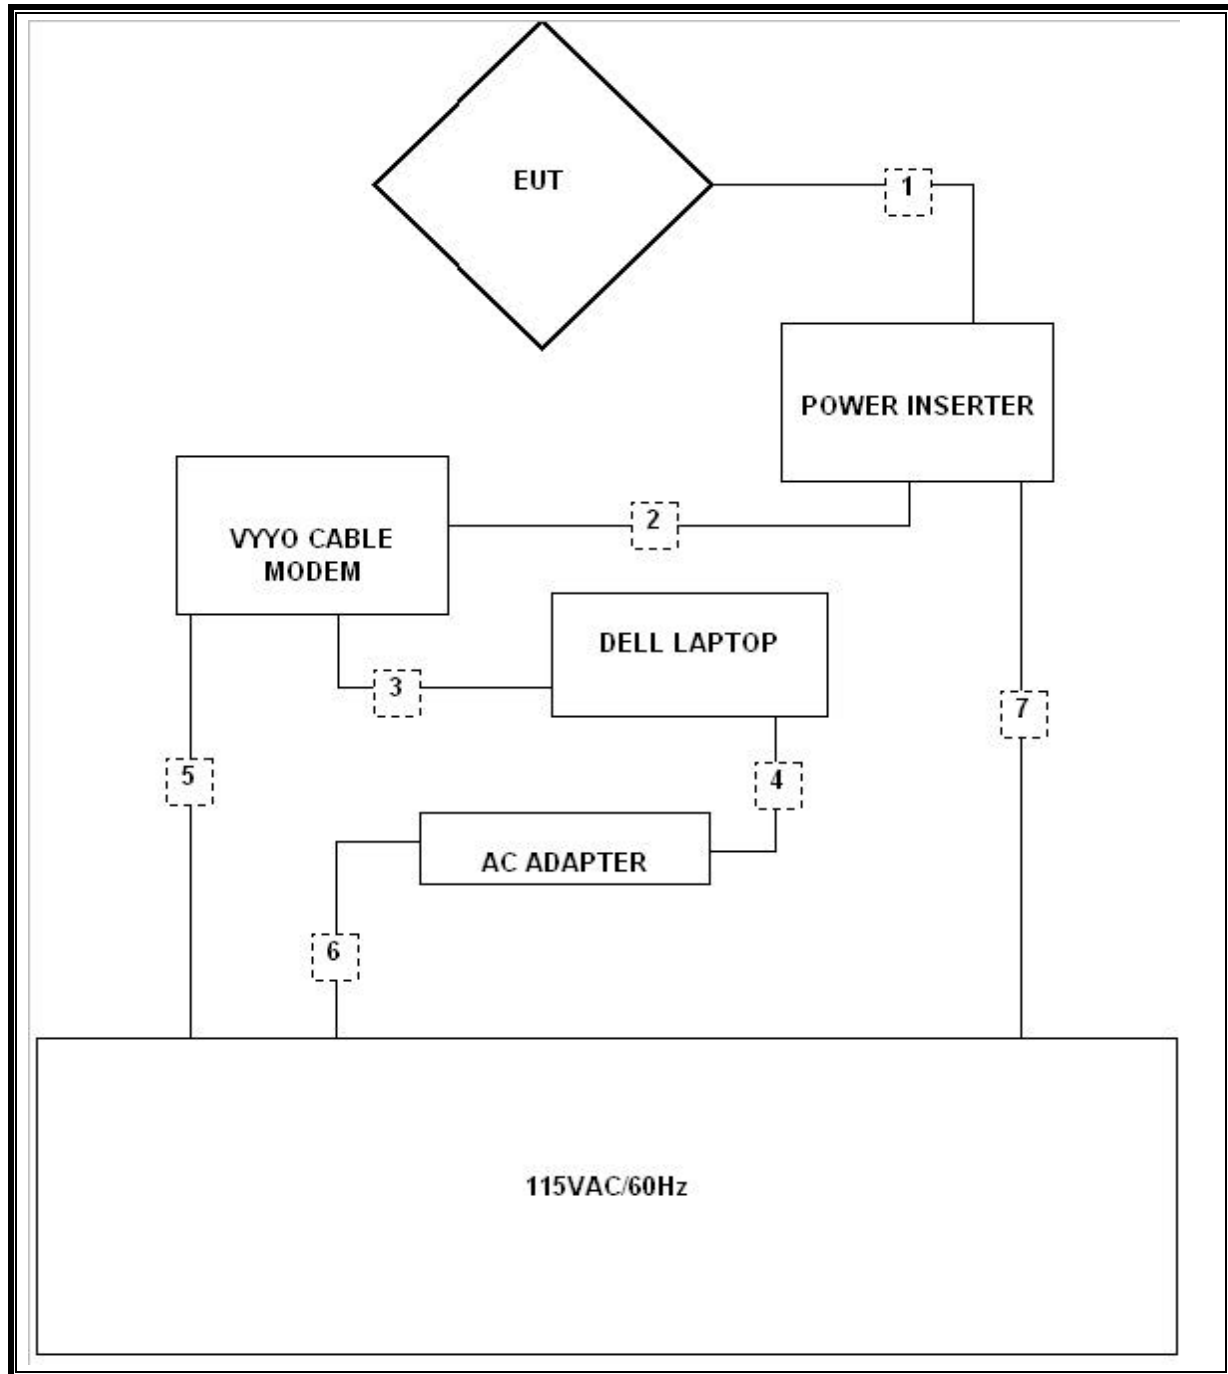 EUT
1
POWER INSERTER
2
VYYO CABLE
MODEM
DELL LAPTOP
3
7
5
4
AC ADAPTER
6
115VAC/60Hz